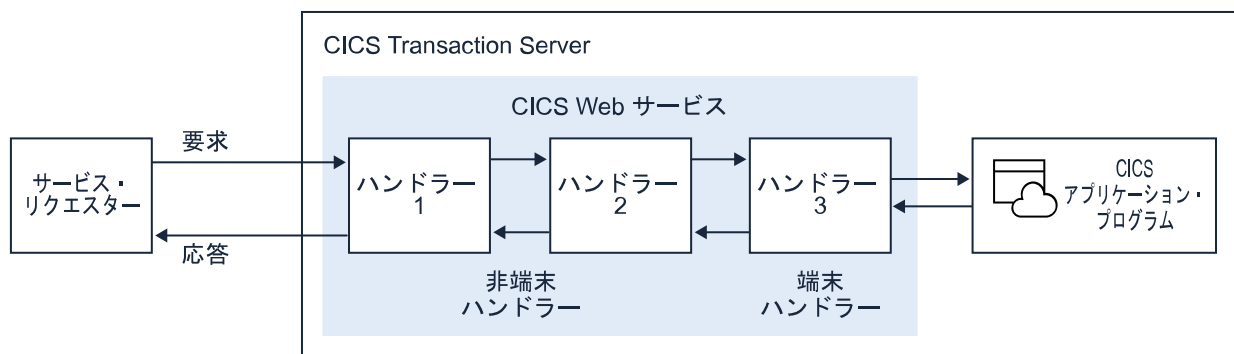 CICS Transaction Server
CICS Web サービス
要求
サービス・
リクエスター
応答
ハンドラー
1
ハンドラー
2
ハンドラー
3
CICS
アプリケーション・
プログラム
非端末
ハンドラー
端末
ハンドラー